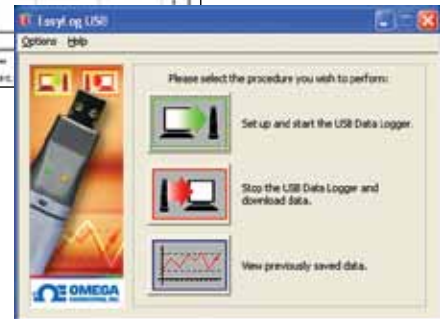 EasyLog USB
Options Help
Please select the procedure you wish to perform:
Set up and start the USB Data Logger.
Stop the USB Data Logger and
download data.
View previously saved data.
OMEGA